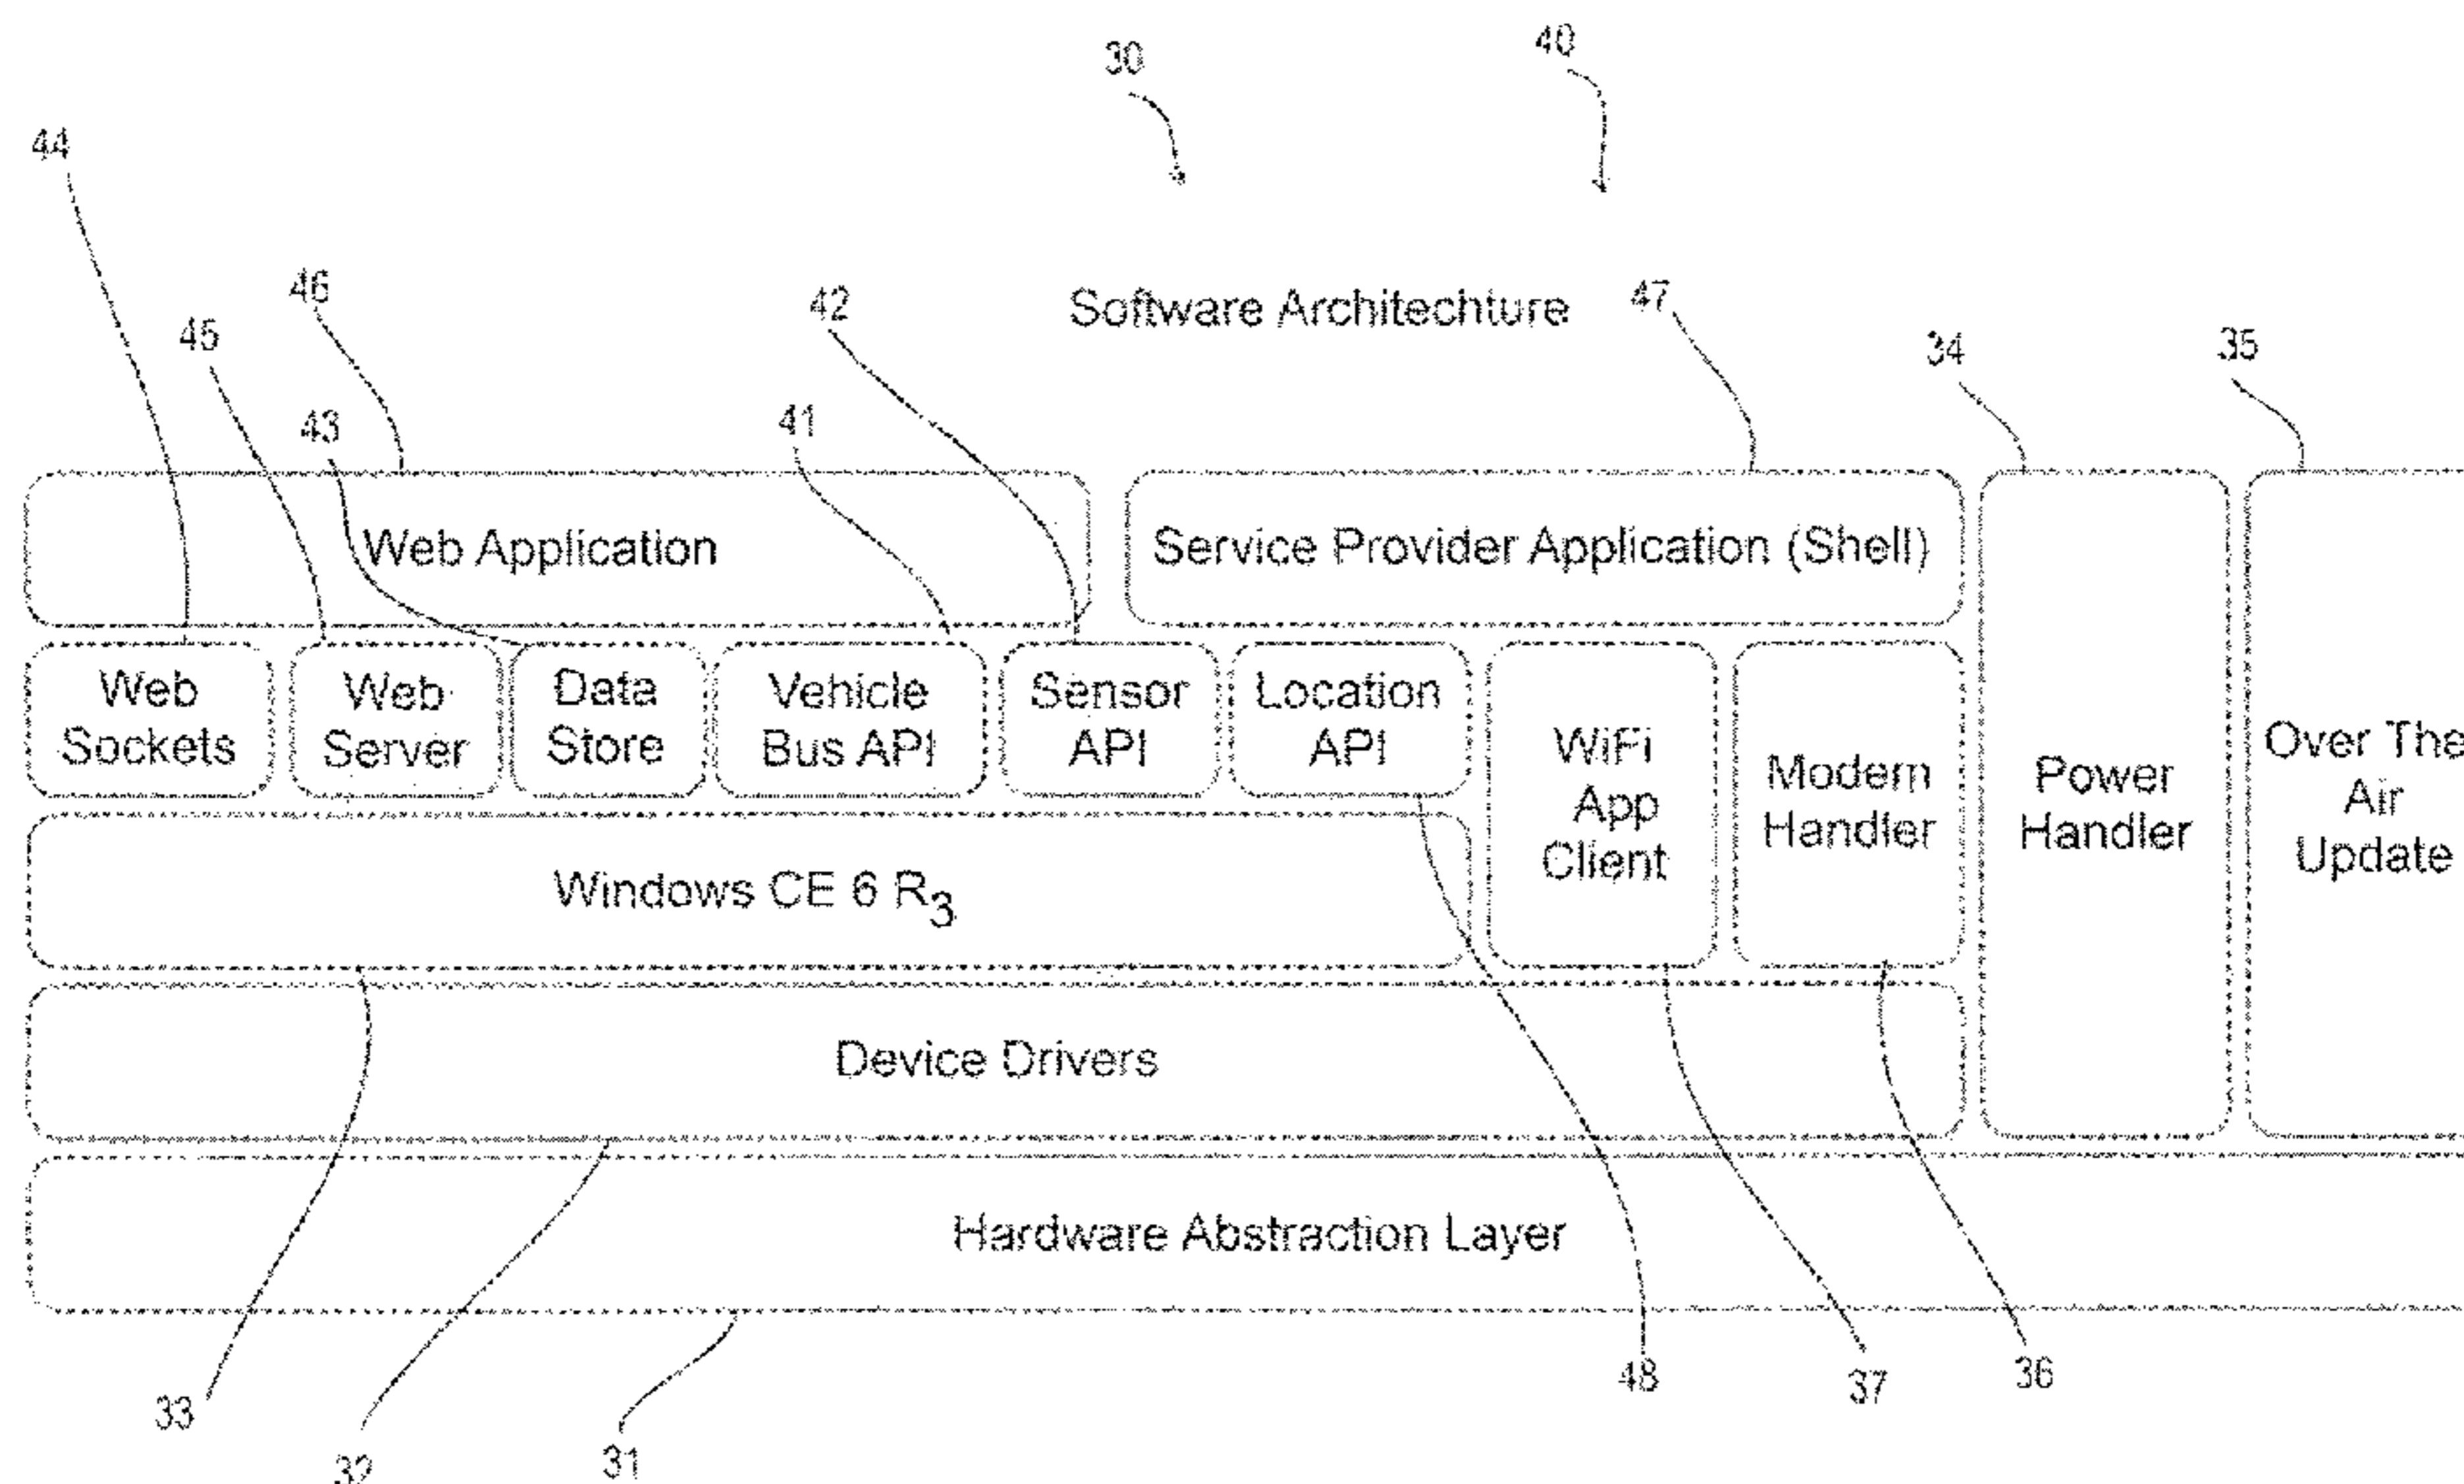 30
40
44
46
42
Software Architechture
47
45
34
35
43
41
Web Application
Service Provider Application (Shell)
Web
Sockets
Web
Server
Data
Store
Vehicle
Bus API
Sensor
API
Location
API
WiFi
App
Client
Modem
Handler
Power
Handler
Over The
Air
Update
Windows CE 6 R3
Device Drivers
Hardware Abstraction Layer
48
37
36
33
32
31